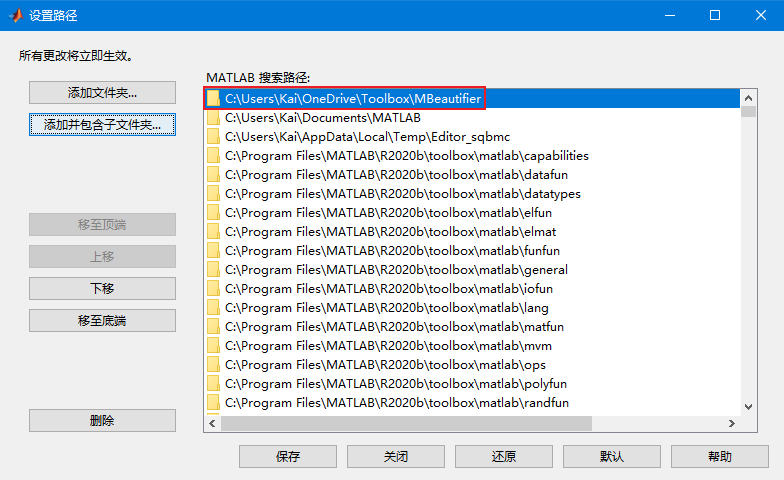 设置路径
所有更改将立即生效。
添加文件夹...
添加并包含子文件夹...
移至顶端
上移
下移
移至底端
删除
MATLAB 搜索路径:
C:\Users\Kai\OneDrive\Toolbox\MBeautifier
C:\Users\Kai\Documents\MATLAB
C:\Users\Kai\AppData\Local\Temp\Editor_sqbmc
C:\Program Files\MATLAB\R2020b\toolbox\matlab\capabilities
C:\Program Files\MATLAB\R2020b\toolbox\matlab\datafun
C:\Program Files\MATLAB\R2020b\toolbox\matlab\datatypes
C:\Program Files\MATLAB\R2020b\toolbox\matlab\elfun
C:\Program Files\MATLAB\R2020b\toolbox\matlab\elmat
C:\Program Files\MATLAB\R2020b\toolbox\matlab\funfun
C:\Program Files\MATLAB\R2020b\toolbox\matlab\general
C:\Program Files\MATLAB\R2020b\toolbox\matlab\iofun
C:\Program Files\MATLAB\R2020b\toolbox\matlab\lang
C:\Program Files\MATLAB\R2020b\toolbox\matlab\matfun
C:\Program Files\MATLAB\R2020b\toolbox\matlab\mvm
C:\Program Files\MATLAB\R2020b\toolbox\matlab\ops
C:\Program Files\MATLAB\R2020b\toolbox\matlab\polyfun
C:\Program Files\MATLAB\R2020b\toolbox\matlab\randfun
保存
关闭
还原
默认
帮助